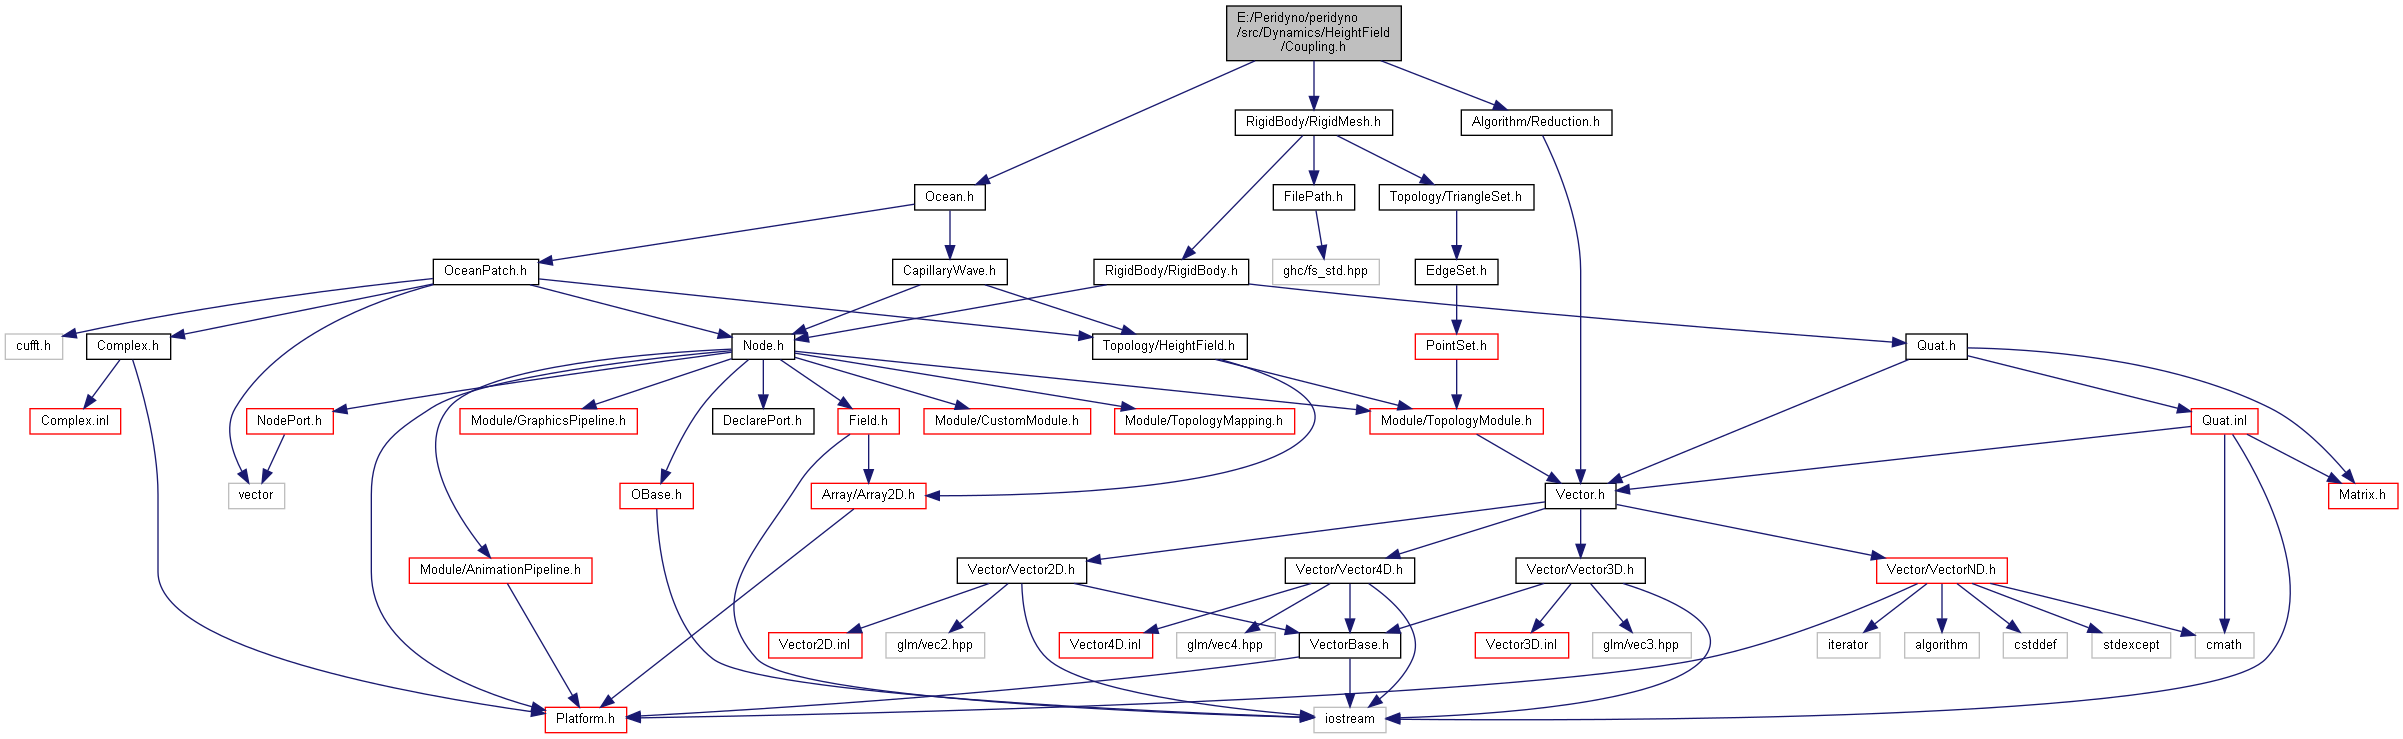 E:/Peridyno/peridyno
/src/Dynamics/HeightField
/Coupling.h
RigidBody/RigidMesh.h
Algorithm/Reduction.h
Ocean.h
FilePath.h
Topology/TriangleSet.h
OceanPatch.h
CapillaryWave.h
RigidBody/RigidBody.h
ghc/fs_std.hpp
EdgeSet.h
cufft.h
Complex.h
Node.h
Topology/HeightField.h
PointSet.h
Quat.h
Complex.inl
NodePort.h
Module/GraphicsPipeline.h
DeclarePort.h
Field.h
Module/CustomModule.h
Module/TopologyMapping.h
Module/TopologyModule.h
Quat.inl
vector
OBase.h
Array/Array2D.h
Vector.h
Matrix.h
Module/AnimationPipeline.h
Vector/Vector2D.h
Vector/Vector4D.h
Vector/Vector3D.h
Vector/VectorND.h
Vector2D.inl
glm/vec2.hpp
Vector4D.inl
glm/vec4.hpp
VectorBase.h
Vector3D.inl
glm/vec3.hpp
iterator
algorithm
cstddef
stdexcept
cmath
Platform.h
iostream